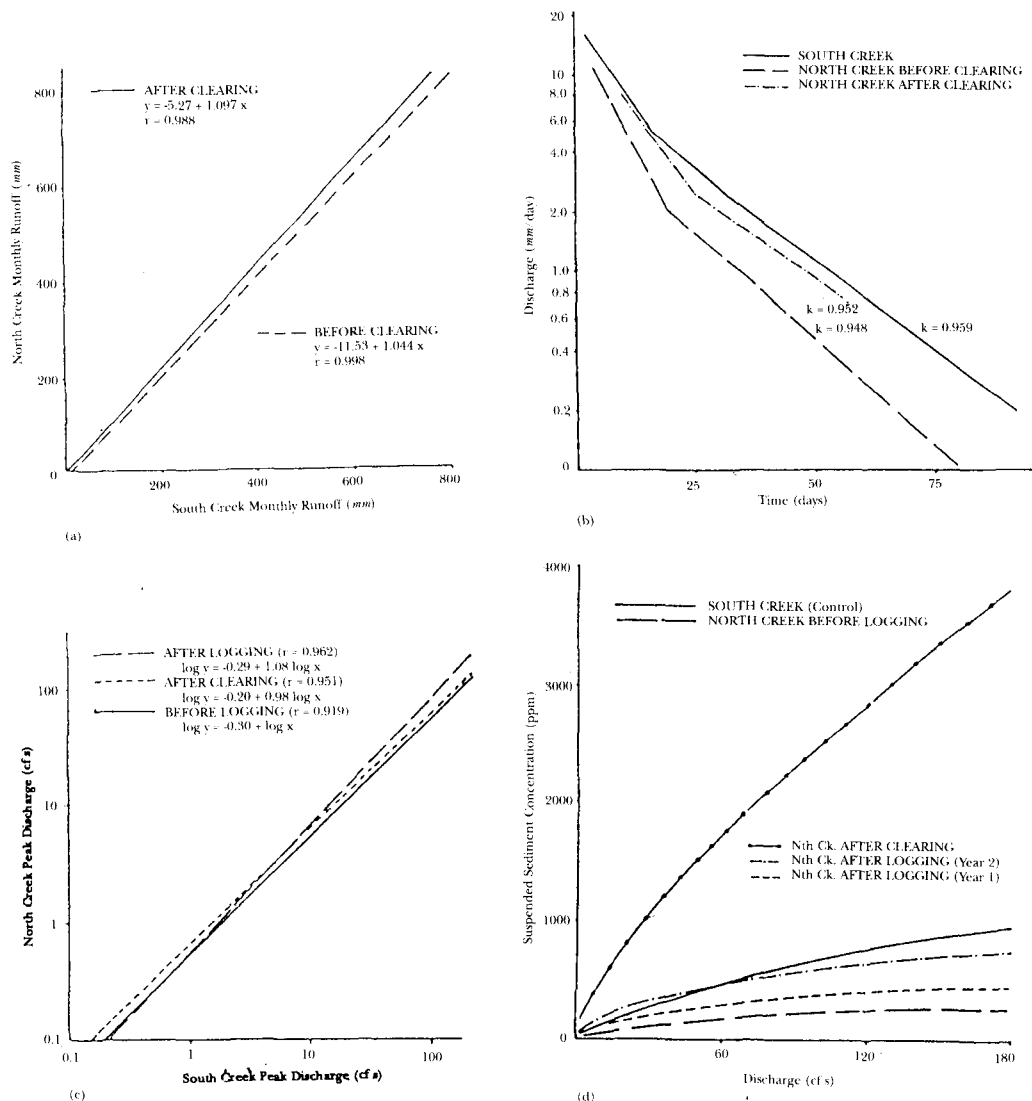 AFTER CLEARING
y = -5.27 + 1.097 x
r = 0.988
BEFORE CLEARING
y = -11.53 + 1.044 x
r = 0.998
North Creek Monthly Runoff (mm)
800
600
400
200
0
200
400
600
800
South Creek Monthly Runoff (mm)
(a)
SOUTH CREEK
NORTH CREEK BEFORE CLEARING
NORTH CREEK AFTER CLEARING
Discharge (mm/day)
20
10
8.0
6.0
4.0
2.0
1.0
0.8
0.6
0.4
0.2
0
k = 0.952
k = 0.948
k = 0.959
25
50
75
Time (days)
(b)
AFTER LOGGING (r = 0.962)
log y = -0.29 + 1.08 log x
AFTER CLEARING (r = 0.951)
log y = -0.20 + 0.98 log x
BEFORE LOGGING (r = 0.919)
log y = -0.30 + log x
North Creek Peak Discharge (cfs)
100
10
1
0.1
0.1
1
10
100
South Creek Peak Discharge (cfs)
(c)
SOUTH CREEK (Control)
NORTH CREEK BEFORE LOGGING
Nth Ck. AFTER CLEARING
Nth Ck. AFTER LOGGING (Year 2)
Nth Ck. AFTER LOGGING (Year 1)
Suspended Sediment Concentration (ppm)
4000
3000
2000
1000
0
60
120
180
Discharge (cfs)
(d)